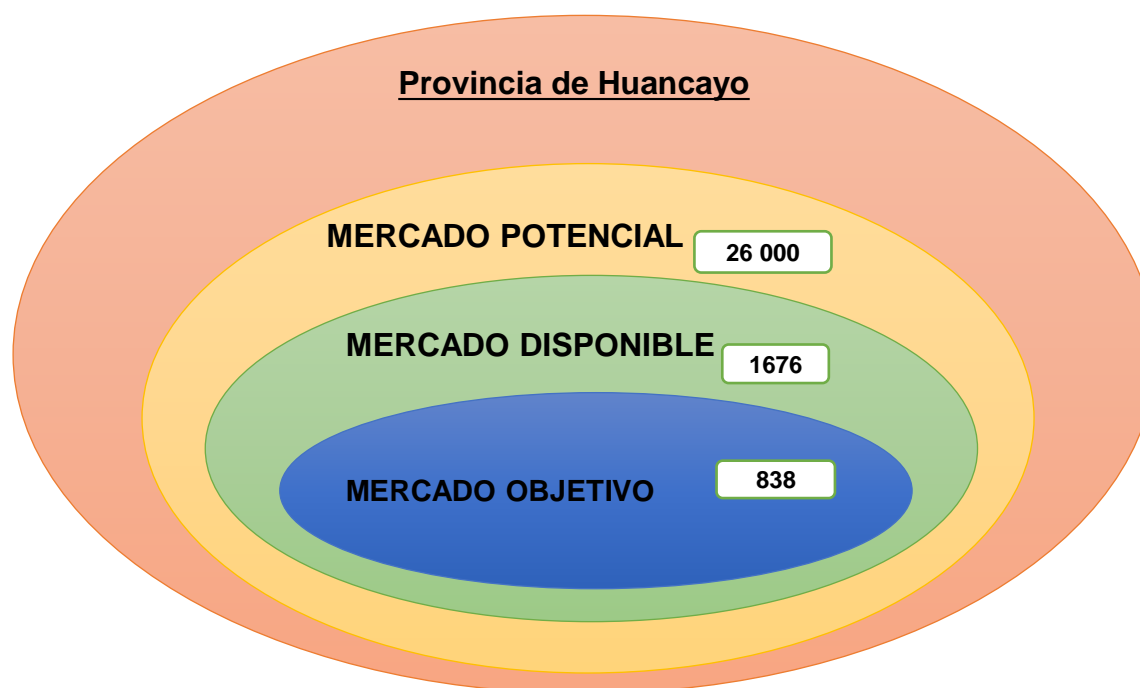 Provincia de Huancayo
MERCADO POTENCIAL
26 000
MERCADO DISPONIBLE
1676
MERCADO OBJETIVO
838